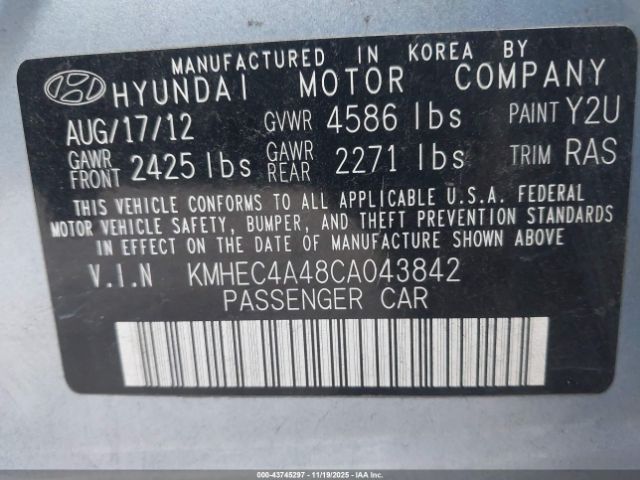 MANUFACTURED IN KOREA BY
HYUNDAI MOTOR COMPANY
AUG/17/12 GVWR 4586 lbs PAINT Y2U
GAWR FRONT 2425 lbs GAWR REAR 2271 lbs TRIM RAS
THIS VEHICLE CONFORMS TO ALL APPLICABLE U.S.A. FEDERAL
MOTOR VEHICLE SAFETY, BUMPER, AND THEFT PREVENTION STANDARDS
IN EFFECT ON THE DATE OF MANUFACTURE SHOWN ABOVE
V.I.N KMHEC4A48CA043842
PASSENGER CAR
000-43745297 - 11/19/2025 - IAAI.COM